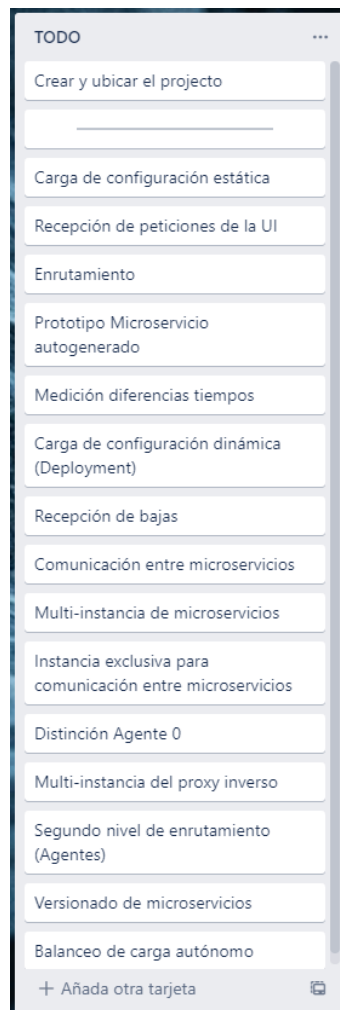 TODO
Crear y ubicar el projecto
Carga de configuración estática
Recepción de peticiones de la UI
Enrutamiento
Prototipo Microservicio
autogenerado
Medición diferencias tiempos
Carga de configuración dinámica
(Deployment)
Recepción de bajas
Comunicación entre microservicios
Multi-instancia de microservicios
Instancia exclusiva para
comunicación entre microservicios
Distinción Agente 0
Multi-instancia del proxy inverso
Segundo nivel de enrutamiento
(Agentes)
Versionado de microservicios
Balanceo de carga autónomo
+ Añada otra tarjeta